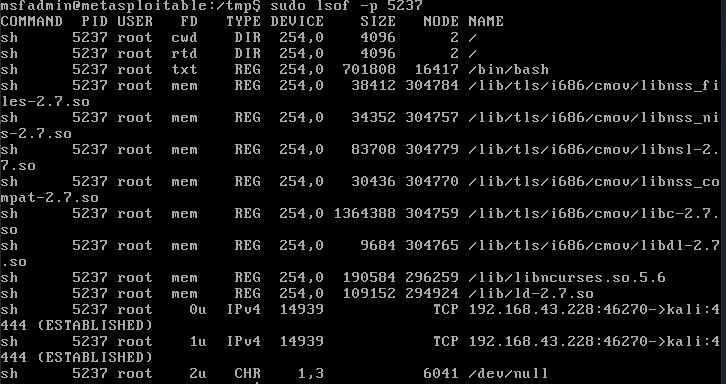 msfadmin@metasploitable:/tmp$ sudo lsof -p 5237
COMMAND  PID USER   FD   TYPE DEVICE    SIZE   NODE NAME
sh      5237 root  cwd    DIR  254,0    4096      2 /
sh      5237 root  rtd    DIR  254,0    4096      2 /
sh      5237 root  txt    REG  254,0  701808  16417 /bin/bash
sh      5237 root  mem    REG  254,0   38412 304784 /lib/tls/i686/cmov/libnss_fi
les-2.7.so
sh      5237 root  mem    REG  254,0   34352 304757 /lib/tls/i686/cmov/libnss_ni
s-2.7.so
sh      5237 root  mem    REG  254,0   83708 304779 /lib/tls/i686/cmov/libnsl-2.
7.so
sh      5237 root  mem    REG  254,0   30436 304770 /lib/tls/i686/cmov/libnss_co
mpat-2.7.so
sh      5237 root  mem    REG  254,0 1364388 304759 /lib/tls/i686/cmov/libc-2.7.
so
sh      5237 root  mem    REG  254,0    9684 304765 /lib/tls/i686/cmov/libdl-2.7
.so
sh      5237 root  mem    REG  254,0  190584 296259 /lib/libncurses.so.5.6
sh      5237 root  mem    REG  254,0  109152 294924 /lib/ld-2.7.so
sh      5237 root    0u  IPv4  14939            TCP 192.168.43.228:46270->kali:4
444 (ESTABLISHED)
sh      5237 root    1u  IPv4  14939            TCP 192.168.43.228:46270->kali:4
444 (ESTABLISHED)
sh      5237 root    2u   CHR    1,3           6041 /dev/null